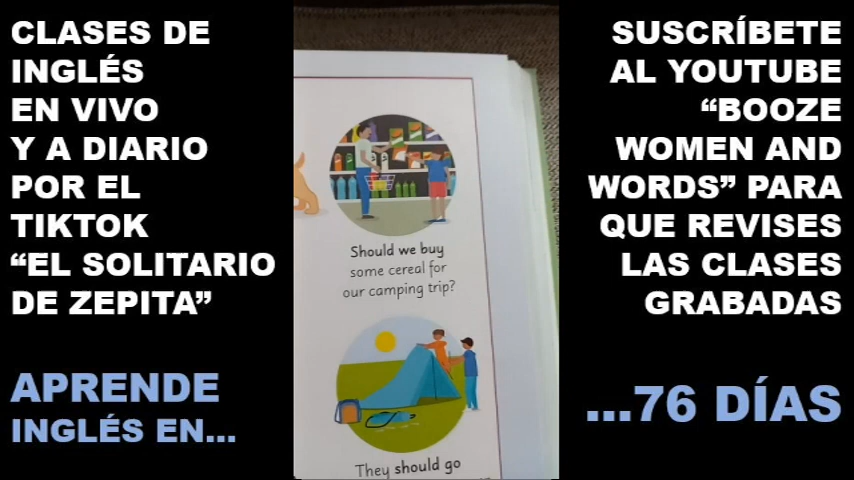 CLASES DE
INGLÉS
EN VIVO
Y A DIARIO
POR EL
TIKTOK
“EL SOLITARIO
DE ZEPITA”
APRENDE
INGLÉS EN...
Should we buy
some cereal for
our camping trip?
They should go
SUSCRÍBETE
AL YOUTUBE
“BOOZE
WOMEN AND
WORDS” PARA
QUE REVISES
LAS CLASES
GRABADAS
...76 DÍAS